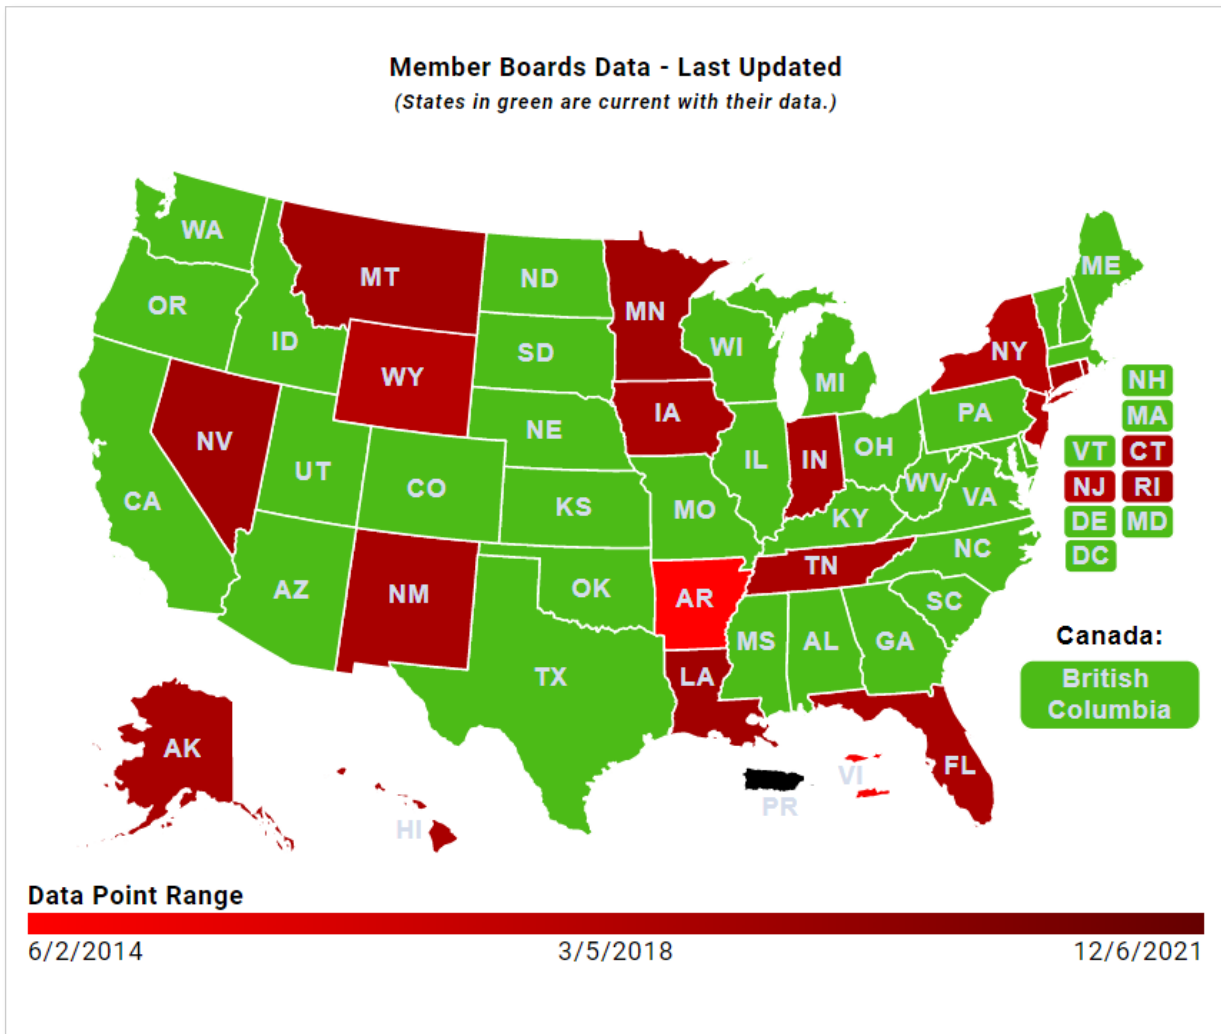 Member Boards Data - Last Updated
(States in green are current with their data.)
WA
OR
ID
MT
ND
MN
SD
WY
WI
MI
ME
NY
NV
UT
CO
NE
IA
IL
IN
OH
PA
CA
KS
MO
KY
WV
VA
AZ
NM
OK
AR
TN
NC
SC
TX
LA
MS
AL
GA
FL
AK
HI
PR
VI
NH
MA
VT CT
NJ RI
DE MD
DC
Canada:
British
Columbia
Data Point Range
6/2/2014 3/5/2018 12/6/2021